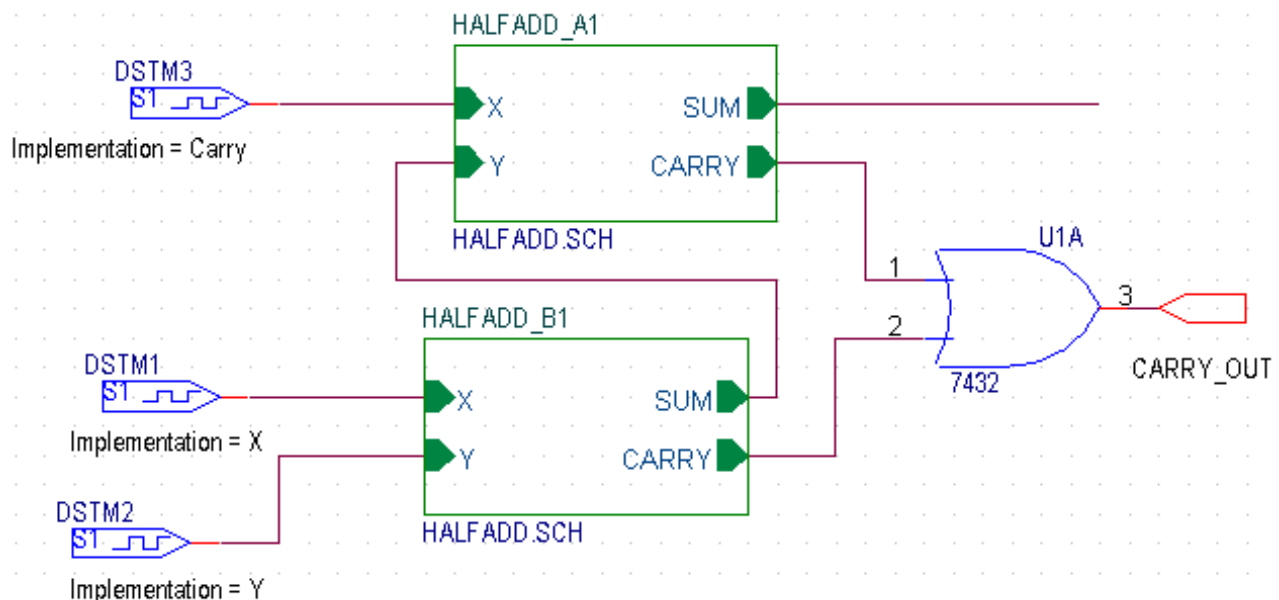 HALFADD_A1
DSTM3
S1
X
SUM
Implementation = Carry
Y
CARRY
HALFADD.SCH
U1A
1
3
HALFADD_B1
2
DSTM1
7432
CARRY_OUT
S1
X
SUM
Implementation = X
Y
CARRY
DSTM2
HALFADD.SCH
S1
Implementation = Y